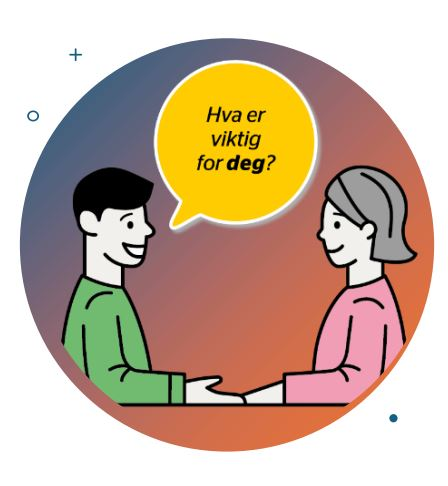 Hva er
viktig
for deg?